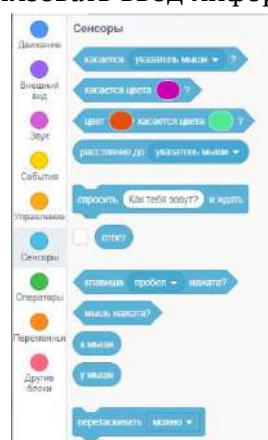 зовать ввод инфор
Сенсоры
Движение
касается указатель мыши ?
Внешний вид
касается цвета ?
Звук
цвет касается цвета ?
События
расстояние до указатель мыши
Управление
спросить Как тебя зовут? и ждать
Сенсоры
ответ
Операторы
клавиша пробел нажата?
Переменные
мышь нажата?
х мыши
Другие блоки
у мыши
перетаскивать можно